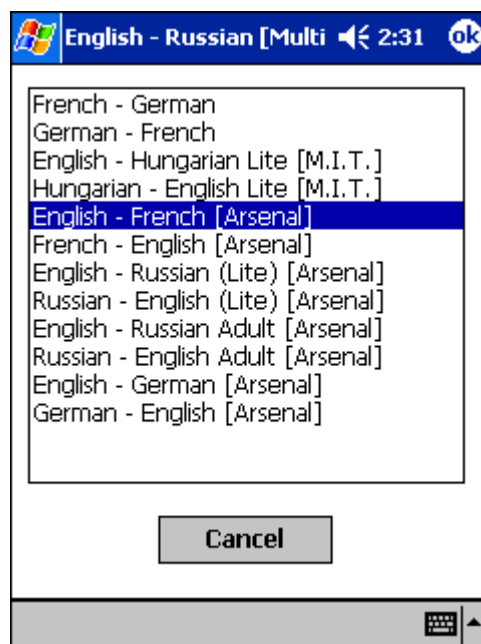 English - Russian [Multi 2:31 ok
French - German
German - French
English - Hungarian Lite [M.I.T.]
Hungarian - English Lite [M.I.T.]
English - French [Arsenal]
French - English [Arsenal]
English - Russian (Lite) [Arsenal]
Russian - English (Lite) [Arsenal]
English - Russian Adult [Arsenal]
Russian - English Adult [Arsenal]
English - German [Arsenal]
German - English [Arsenal]
Cancel